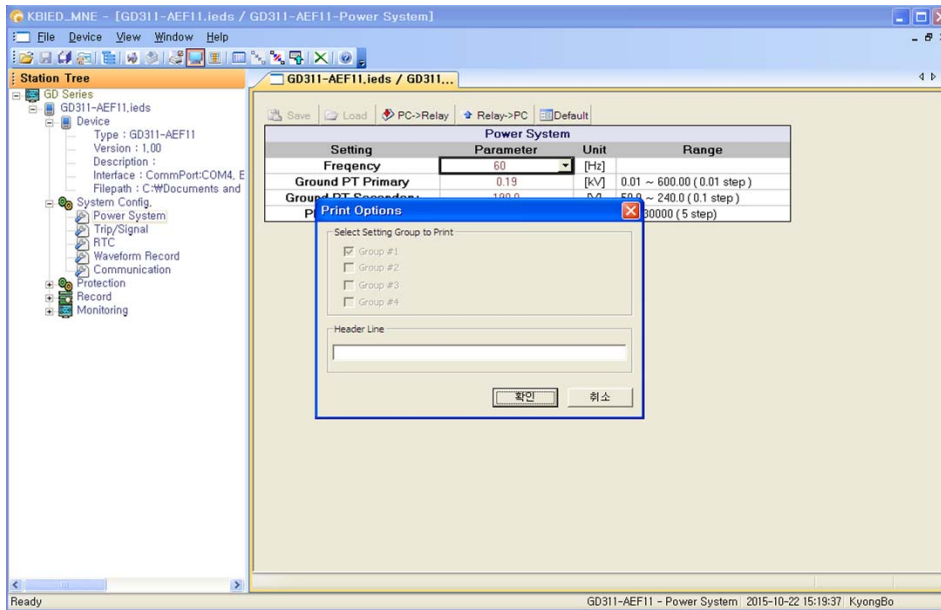 KBIED_MNE - [GD311-AEF11.ieds / GD311-AEF11-Power System]
File Device View Window Help
Station Tree
GD Series
GD311-AEF11.ieds
Device
Type : GD311-AEF11
Version : 1.00
Description :
Interface : CommPort:COM4, E
Filepath : C:\Documents and
System Config.
Power System
Trip/Signal
RTC
Waveform Record
Communication
Protection
Record
Monitoring
GD311-AEF11.ieds / GD311...
Save Load PC->Relay Relay->PC Default
Power System
Setting Parameter Unit Range
Freqency 60 [Hz]
Ground PT Primary 0.19 [kV] 0.01 ~ 600.00 ( 0.01 step )
Ground PT Secondary 190.0 [V] ~ 240.0 ( 0.1 step )
30000 ( 5 step)
Print Options
Select Setting Group to Print
Group #1
Group #2
Group #3
Group #4
Header Line
확인 취소
Ready
GD311-AEF11 - Power System 2015-10-22 15:19:37 KyongBo